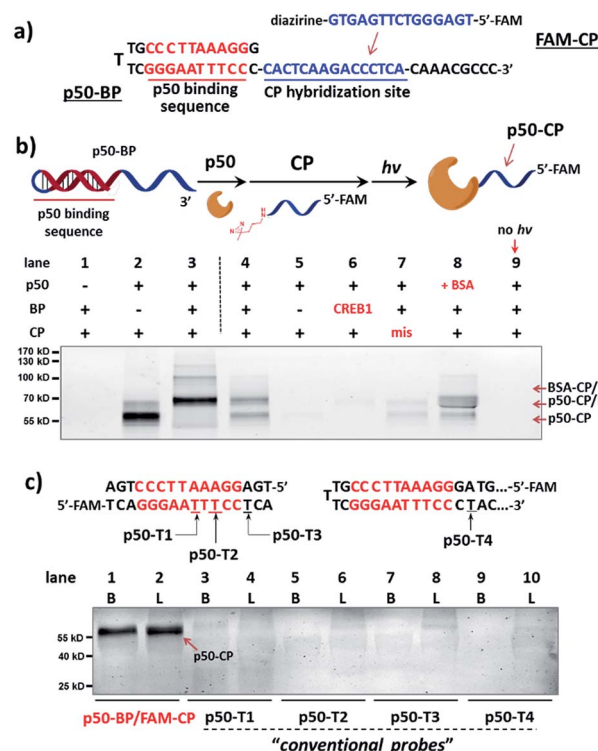 a)
diazirine-GTGAGTTCTGGGAGT-5'-FAM
FAM-CP
TGCCCTTAAAGGG
T
TCGGGAATTTCCC-CACTCAAGACCCTCA-CAAACGCCC-3'
p50-BP
p50 binding sequence
CP hybridization site
b)
p50-BP
p50
CP
hv
p50-CP
5'-FAM
3'
5'-FAM
N
N
HN
p50 binding sequence
no hv
lane 1 2 3 4 5 6 7 8 9
p50 - + + + + + + + BSA +
BP + - + + - CREB1 + + +
CP + + + + + + mis + +
170 kD
130 kD
100 kD
70 kD
55 kD
BSA-CP/
p50-CP/
p50-CP
c)
AGTCCCTTAAAGGAGT-5'
5'-FAM-TCAGGGAATTTCCTCA
p50-T1
p50-T2
p50-T3
TGCCCTTAAAGGGATG...-5'-FAM
T
TCGGGAATTTCCCTAC...-3'
p50-T4
lane 1 2 3 4 5 6 7 8 9 10
B L B L B L B L B L
55 kD
40 kD
25 kD
p50-CP
p50-BP/FAM-CP p50-T1 p50-T2 p50-T3 p50-T4
"conventional probes"